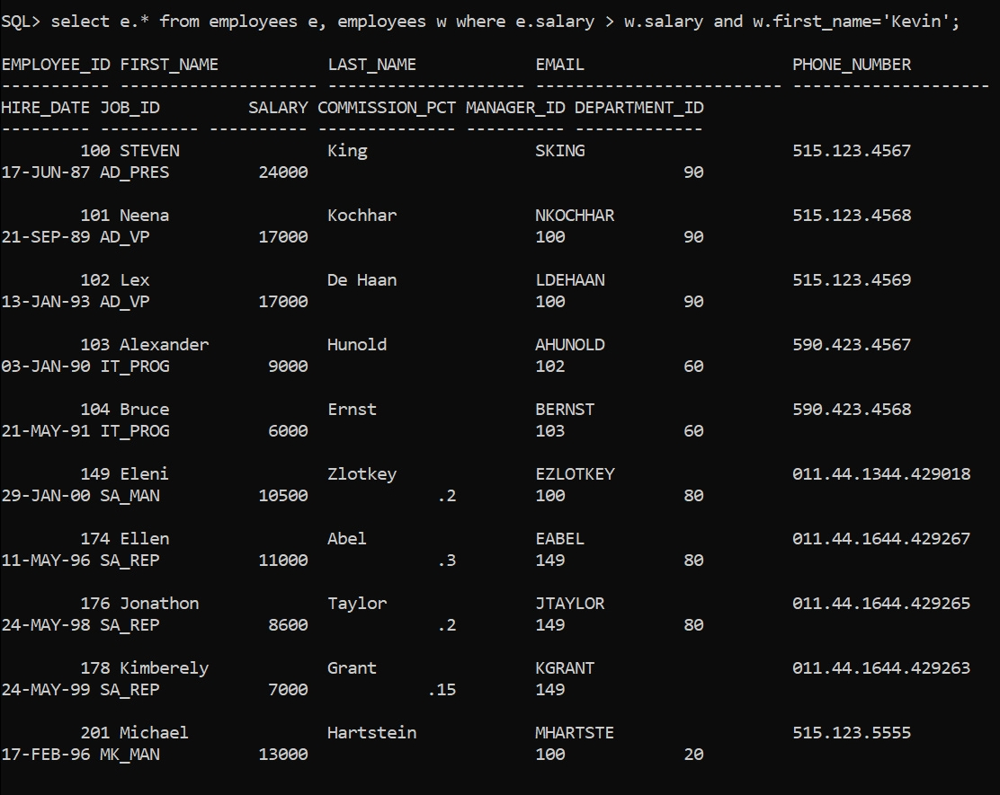 SQL> select e.* from employees e, employees w where e.salary > w.salary and w.first_name='Kevin';
EMPLOYEE_ID FIRST_NAME           LAST_NAME            EMAIL                     PHONE_NUMBER
----------- -------------------- -------------------- ------------------------- --------------------
HIRE_DATE JOB_ID         SALARY COMMISSION_PCT MANAGER_ID DEPARTMENT_ID
--------- ---------- ---------- -------------- ---------- -------------
        100 STEVEN               King                 SKING                     515.123.4567
17-JUN-87 AD_PRES         24000                                      90
        101 Neena                Kochhar              NKOCHHAR                  515.123.4568
21-SEP-89 AD_VP           17000                       100            90
        102 Lex                  De Haan              LDEHAAN                   515.123.4569
13-JAN-93 AD_VP           17000                       100            90
        103 Alexander            Hunold               AHUNOLD                   590.423.4567
03-JAN-90 IT_PROG          9000                       102            60
        104 Bruce                Ernst                BERNST                    590.423.4568
21-MAY-91 IT_PROG          6000                       103            60
        149 Eleni                Zlotkey              EZLOTKEY                  011.44.1344.429018
29-JAN-00 SA_MAN          10500             .2        100            80
        174 Ellen                Abel                 EABEL                     011.44.1644.429267
11-MAY-96 SA_REP          11000             .3        149            80
        176 Jonathon             Taylor               JTAYLOR                   011.44.1644.429265
24-MAY-98 SA_REP           8600             .2        149            80
        178 Kimberely            Grant                KGRANT                    011.44.1644.429263
24-MAY-99 SA_REP           7000            .15        149
        201 Michael              Hartstein            MHARTSTE                  515.123.5555
17-FEB-96 MK_MAN          13000                       100            20